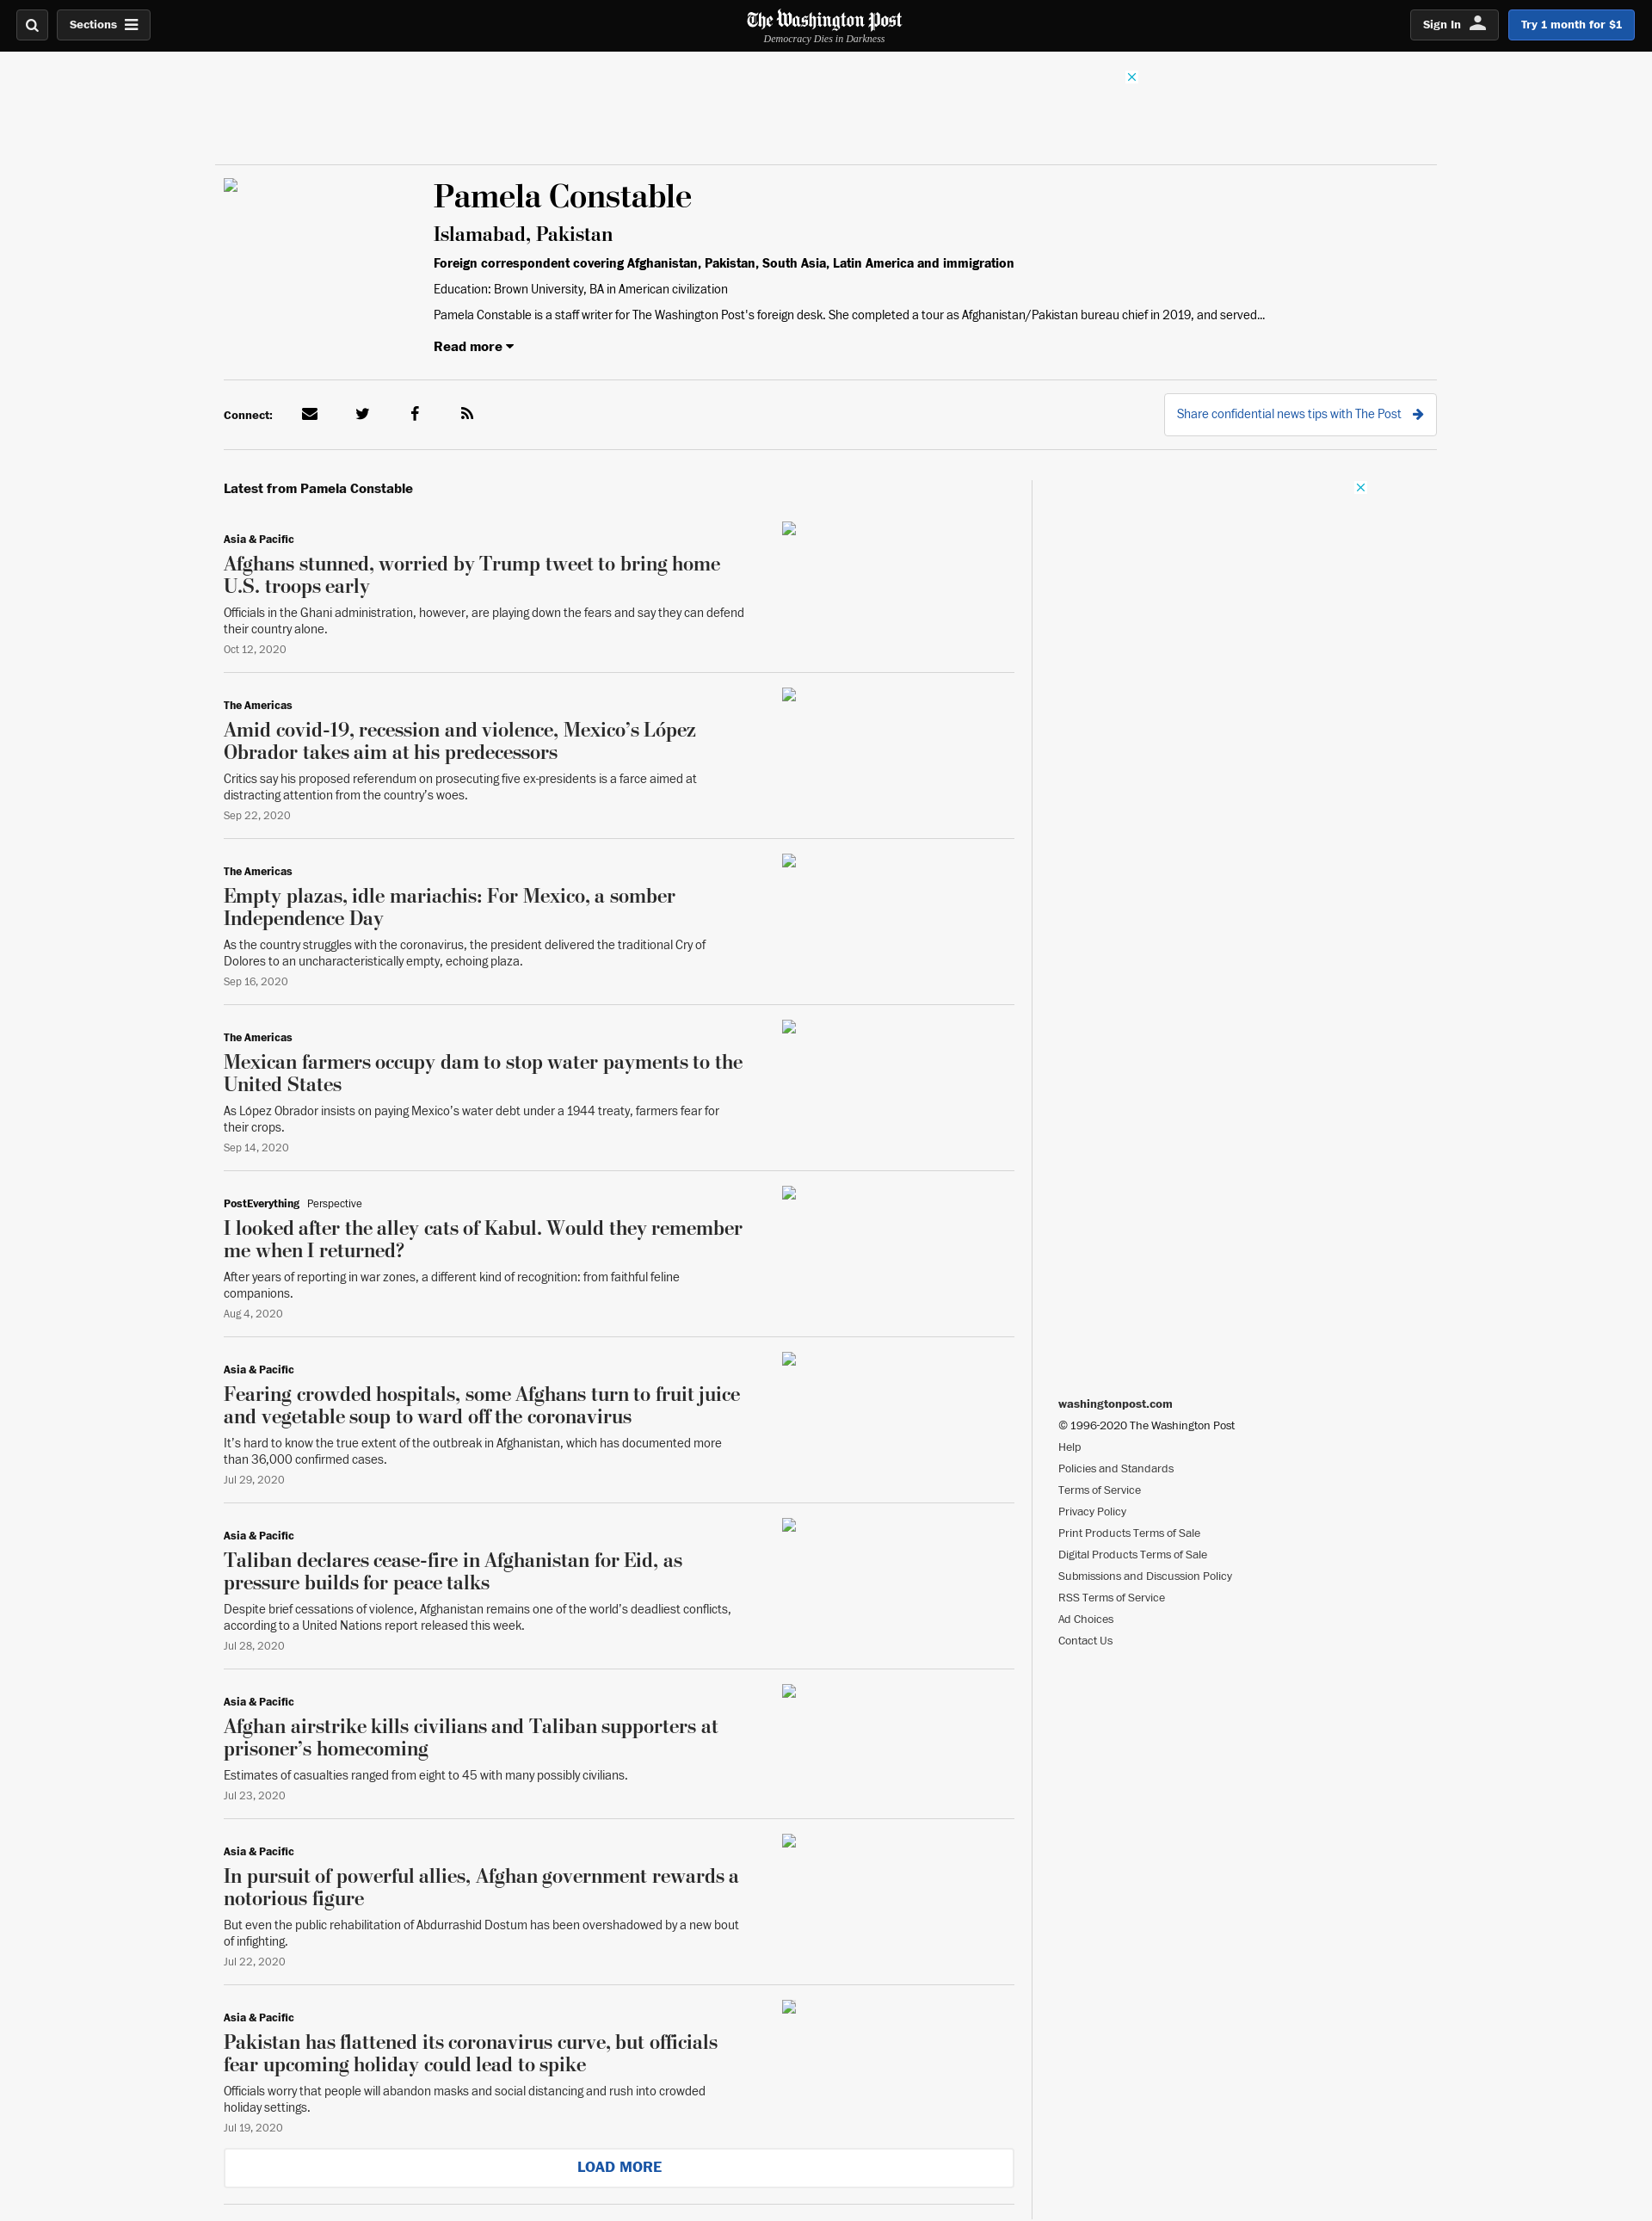 Sections
The Washington Post
Democracy Dies in Darkness
Sign In
Try 1 month for $1
Pamela Constable
Islamabad, Pakistan
Foreign correspondent covering Afghanistan, Pakistan, South Asia, Latin America and immigration
Education: Brown University, BA in American civilization
Pamela Constable is a staff writer for The Washington Post's foreign desk. She completed a tour as Afghanistan/Pakistan bureau chief in 2019, and served...
Read more
Connect:
Share confidential news tips with The Post
Latest from Pamela Constable
Asia & Pacific
Afghans stunned, worried by Trump tweet to bring home
U.S. troops early
Officials in the Ghani administration, however, are playing down the fears and say they can defend
their country alone.
Oct 12, 2020
The Americas
Amid covid-19, recession and violence, Mexico’s López
Obrador takes aim at his predecessors
Critics say his proposed referendum on prosecuting five ex-presidents is a farce aimed at
distracting attention from the country’s woes.
Sep 22, 2020
The Americas
Empty plazas, idle mariachis: For Mexico, a somber
Independence Day
As the country struggles with the coronavirus, the president delivered the traditional Cry of
Dolores to an uncharacteristically empty, echoing plaza.
Sep 16, 2020
The Americas
Mexican farmers occupy dam to stop water payments to the
United States
As López Obrador insists on paying Mexico’s water debt under a 1944 treaty, farmers fear for
their crops.
Sep 14, 2020
PostEverything Perspective
I looked after the alley cats of Kabul. Would they remember
me when I returned?
After years of reporting in war zones, a different kind of recognition: from faithful feline
companions.
Aug 4, 2020
Asia & Pacific
Fearing crowded hospitals, some Afghans turn to fruit juice
and vegetable soup to ward off the coronavirus
It’s hard to know the true extent of the outbreak in Afghanistan, which has documented more
than 36,000 confirmed cases.
Jul 29, 2020
Asia & Pacific
Taliban declares cease-fire in Afghanistan for Eid, as
pressure builds for peace talks
Despite brief cessations of violence, Afghanistan remains one of the world’s deadliest conflicts,
according to a United Nations report released this week.
Jul 28, 2020
Asia & Pacific
Afghan airstrike kills civilians and Taliban supporters at
prisoner’s homecoming
Estimates of casualties ranged from eight to 45 with many possibly civilians.
Jul 23, 2020
Asia & Pacific
In pursuit of powerful allies, Afghan government rewards a
notorious figure
But even the public rehabilitation of Abdurrashid Dostum has been overshadowed by a new bout
of infighting.
Jul 22, 2020
Asia & Pacific
Pakistan has flattened its coronavirus curve, but officials
fear upcoming holiday could lead to spike
Officials worry that people will abandon masks and social distancing and rush into crowded
holiday settings.
Jul 19, 2020
LOAD MORE
washingtonpost.com
© 1996-2020 The Washington Post
Help
Policies and Standards
Terms of Service
Privacy Policy
Print Products Terms of Sale
Digital Products Terms of Sale
Submissions and Discussion Policy
RSS Terms of Service
Ad Choices
Contact Us